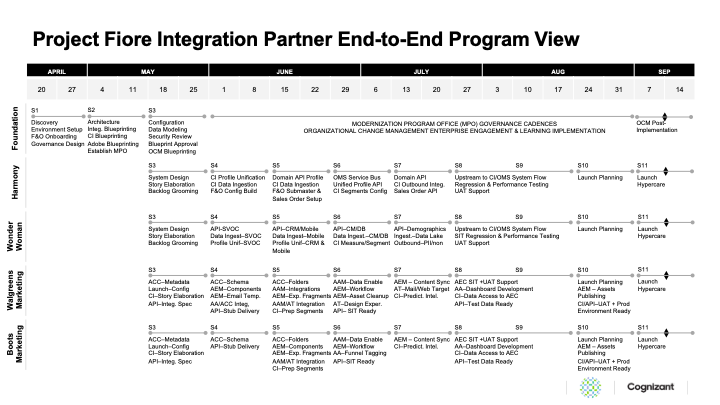 Project Fiore Integration Partner End-to-End Program View
APRIL MAY JUNE JULY AUG SEP
20 27 4 11 18 25 1 8 15 22 29 6 13 20 27 3 10 17 24 31 7 14
Foundation
S1
Discovery
Environment Setup
F&O Onboarding
Governance Design
S2
Architecture
Integ. Blueprinting
CI Blueprinting
Adobe Blueprinting
Establish MPO
S3
Configuration
Data Modeling
Security Review
Blueprint Approval
OCM Blueprinting
MODERNIZATION PROGRAM OFFICE (MPO) GOVERNANCE CADENCES
ORGANIZATIONAL CHANGE MANAGEMENT ENTERPRISE ENGAGEMENT & LEARNING IMPLEMENTATION
OCM Post-
Implementation
Harmony
S3
System Design
Story Elaboration
Backlog Grooming
S4
CI Profile Unification
CI Data Ingestion
F&O Config Build
S5
Domain API Profile
CI Data Ingestion
F&O Submaster &
Sales Order Setup
S6
OMS Service Bus
Unified Profile API
CI Segments Config
S7
Domain API
CI Outbound Integ.
Sales Order API
S8 S9
Upstream to CI/OMS System Flow
Regression & Performance Testing
UAT Support
S10
Launch Planning
S11
Launch
Hypercare
Wonder
Woman
S3
System Design
Story Elaboration
Backlog Grooming
S4
API-SVOC
Data Ingest–SVOC
Profile Unif–SVOC
S5
API–CRM/Mobile
Data Ingest–Mobile
Profile Unif–CRM &
Mobile
S6
API–CM/DB
Data Ingest.–CM/DB
CI Measure/Segment
S7
API–Demographics
Ingest–Data Lake
Outbound–PII/non
S8 S9
Upstream to CI/OMS System Flow
SIT Regression & Performance Testing
UAT Support
S10
Launch Planning
S11
Launch
Hypercare
Walgreens
Marketing
S3
ACC–Metadata
Launch–Config
CI–Story Elaboration
API–Integ. Spec
S4
ACC–Schema
AEM–Components
AEM–Email Temp.
AA/ACC Integ,
API–Stub Delivery
S5
ACC–Folders
AAM–Integrations
AEM–Exp. Fragments
AAM/AT Integration
CI–Prep Segments
S6
AAM–Data Enable
AEM–Workflow
AEM–Asset Cleanup
AT–Design Exper.
API– SIT Ready
S7
AEM – Content Sync
AT–Mail/Web Target
CI–Predict. Intel.
S8 S9
AEC SIT +UAT Support
AA–Dashboard Development
CI–Data Access to AEC
API–Test Data Ready
S10
Launch Planning
AEM – Assets
Publishing
CI/API–UAT + Prod
Environment Ready
S11
Launch
Hypercare
Boots
Marketing
S3
ACC–Metadata
Launch–Config
CI–Story Elaboration
API–Integ. Spec
S4
ACC–Schema
API–Stub Delivery
S5
ACC–Folders
AEM–Components
AEM–Exp. Fragments
AAM/AT Integration
CI–Prep Segments
S6
AAM–Data Enable
AEM–Workflow
AA–Funnel Tagging
API–SIT Ready
S7
AEM – Content Sync
CI–Predict. Intel.
S8 S9
AEC SIT +UAT Support
AA–Dashboard Development
CI–Data Access to AEC
API–Test Data Ready
S10
Launch Planning
AEM – Assets
Publishing
CI/API–UAT + Prod
Environment Ready
S11
Launch
Hypercare
Cognizant